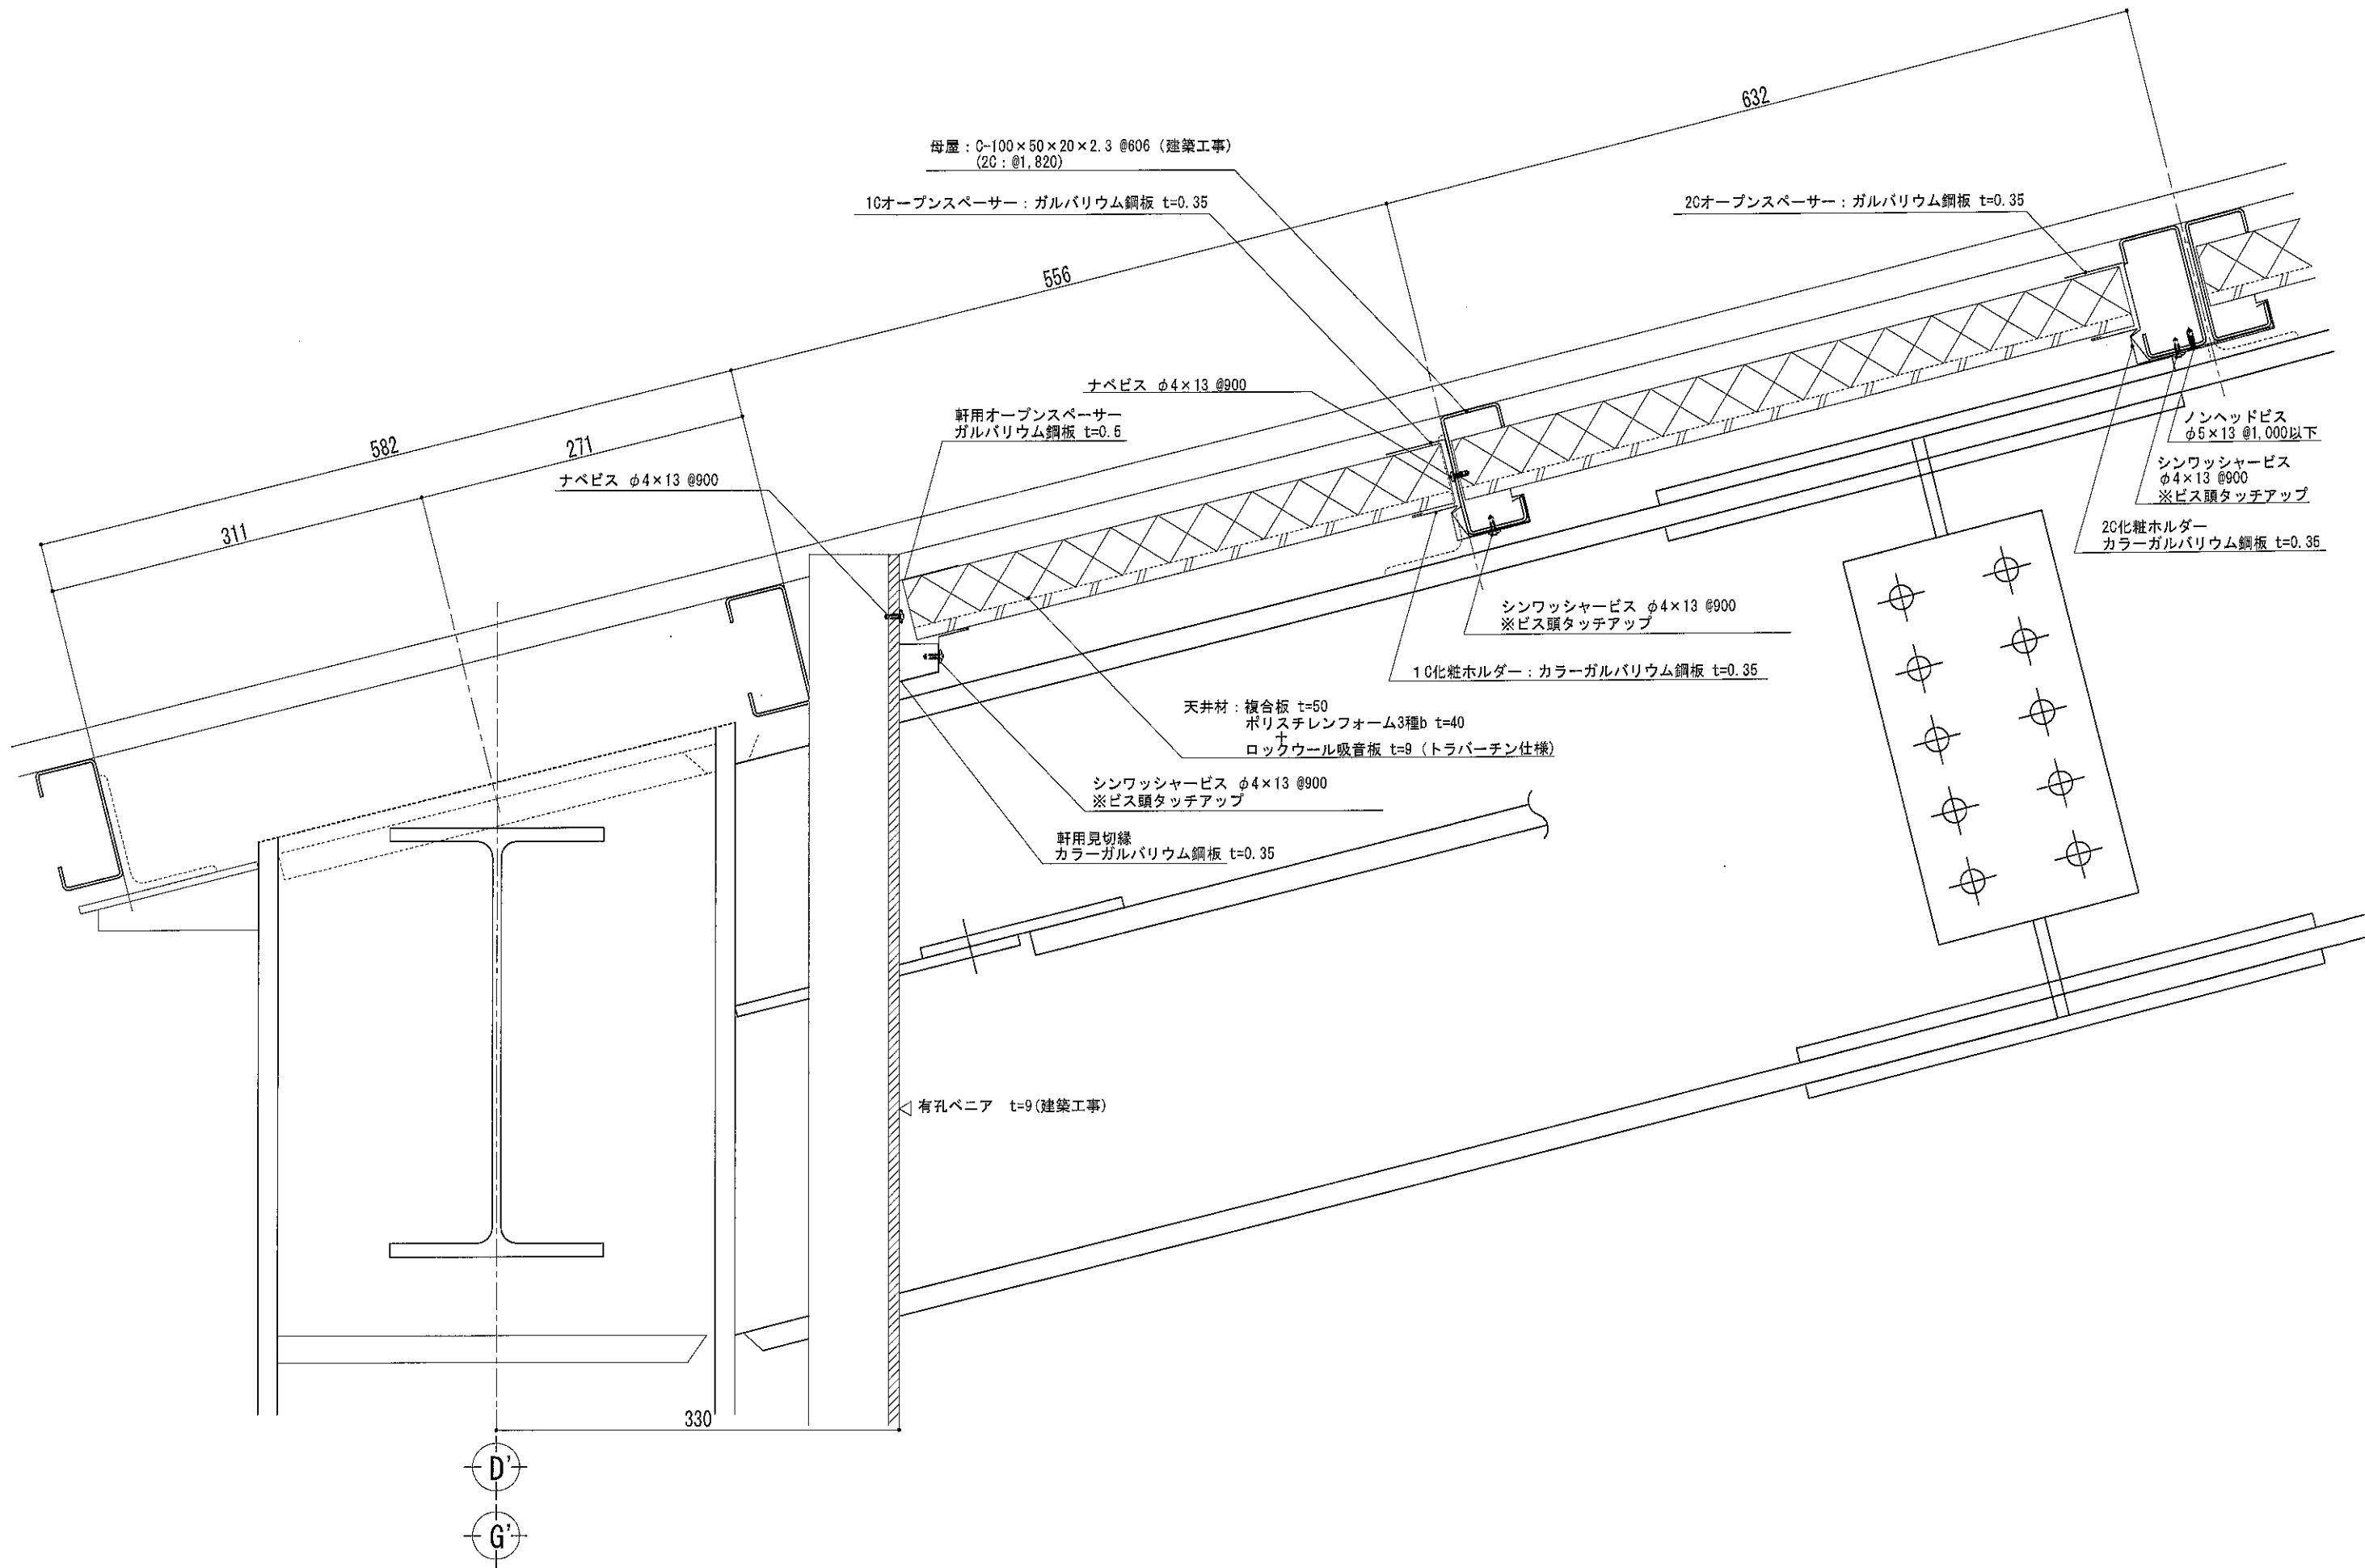 632
母屋：C-100×50×20×2.3 @606（建築工事）
(2C：@1,820)
1Cオープンスペーサー：ガルバリウム鋼板 t=0.35
2Cオープンスペーサー：ガルバリウム鋼板 t=0.35
556
ナベビス φ4×13 @900
軒用オープンスペーサー
ガルバリウム鋼板 t=0.5
582
271
ナベビス φ4×13 @900
311
ノンヘッドビス
φ5×13 @1,000以下
シンワッシャービス
φ4×13 @900
※ビス頭タッチアップ
2C化粧ホルダー
カラーガルバリウム鋼板 t=0.35
シンワッシャービス φ4×13 @900
※ビス頭タッチアップ
1C化粧ホルダー：カラーガルバリウム鋼板 t=0.35
天井材：複合板 t=50
ポリスチレンフォーム3種b t=40
+
ロックウール吸音板 t=9（トラバーチン仕様）
シンワッシャービス φ4×13 @900
※ビス頭タッチアップ
軒用見切縁
カラーガルバリウム鋼板 t=0.35
有孔ベニア t=9(建築工事)
330
D'
G'